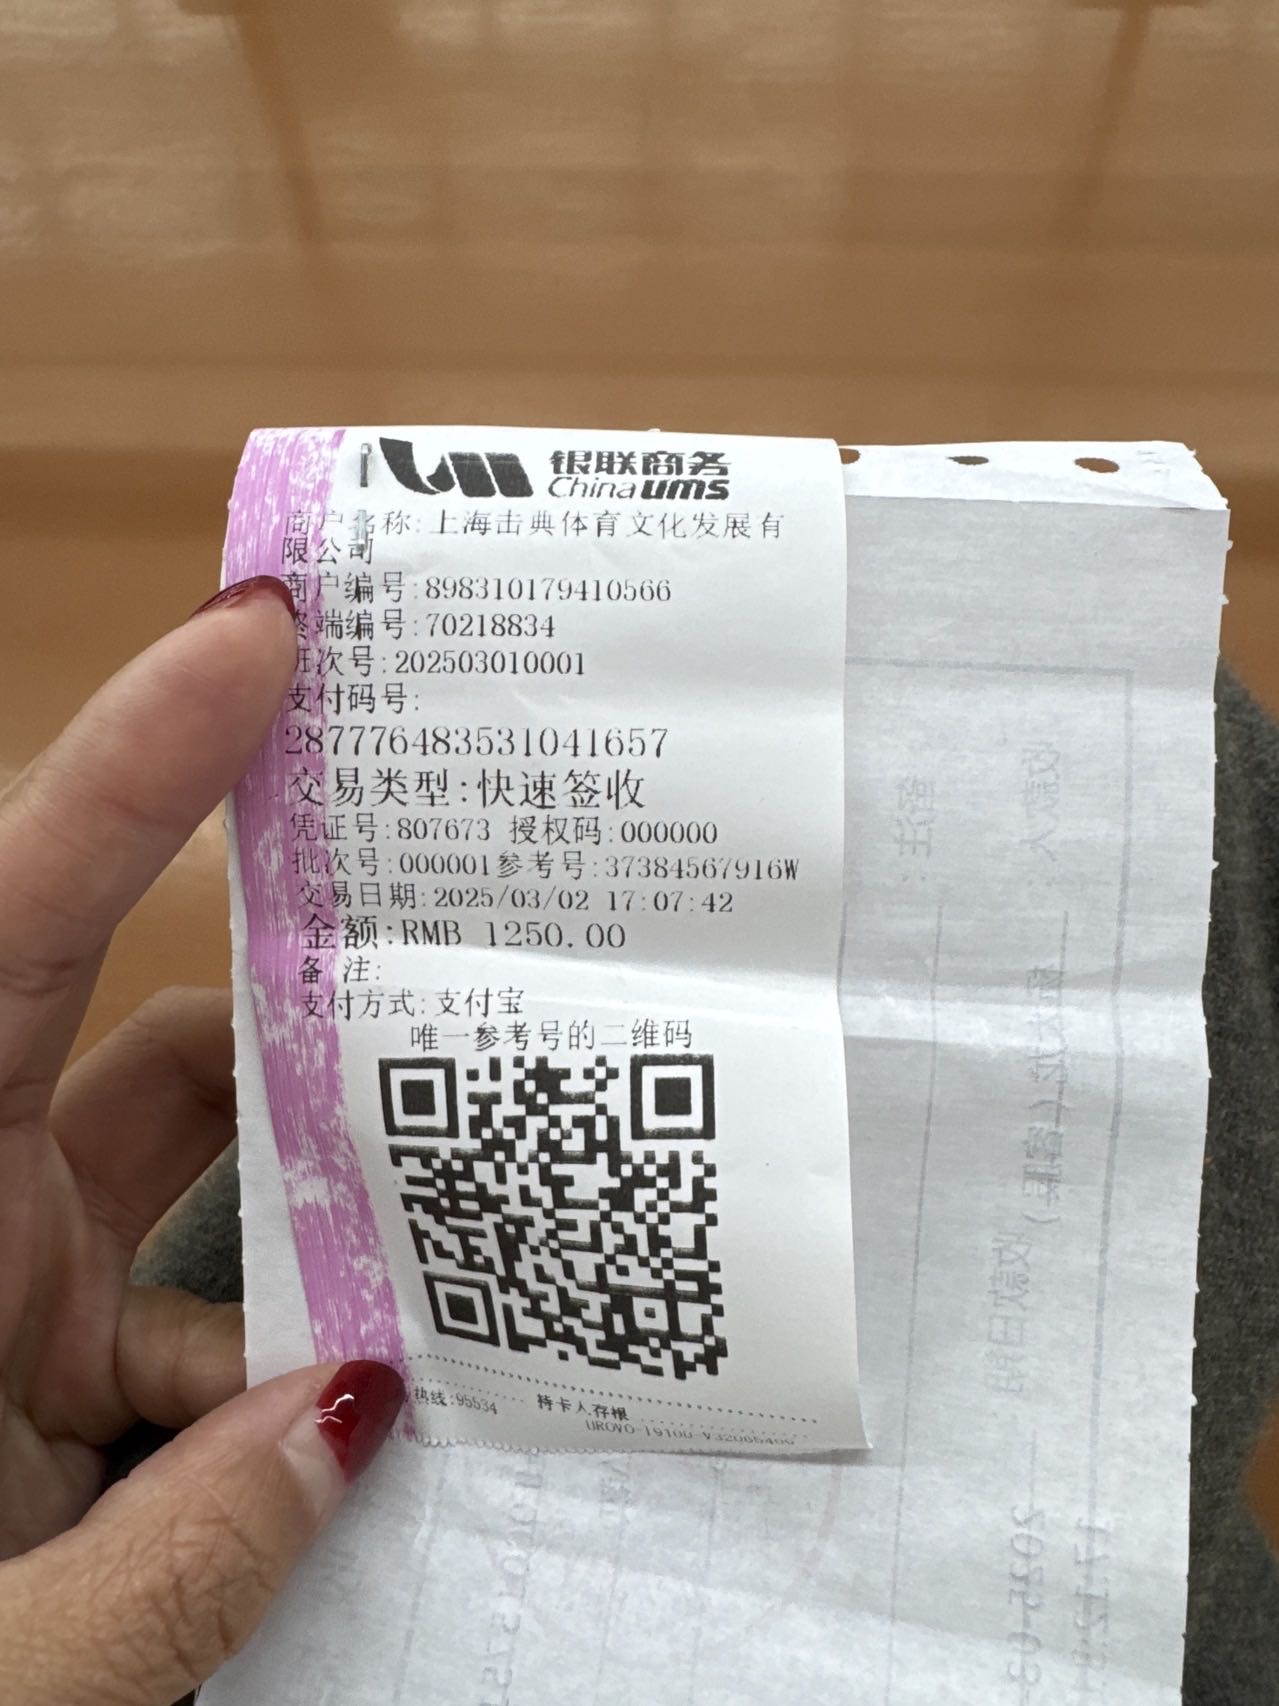 银联商务
China ums
商户名称:上海击典体育文化发展有
限公司
商户编号:898310179410566
终端编号:70218834
班次号:202503010001
支付码号:
287776483531041657
交易类型:快速签收
凭证号:807673 授权码:000000
批次号:000001参考号:37384567916W
交易日期:2025/03/02 17:07:42
金额:RMB 1250.00
备 注:
支付方式:支付宝
唯一参考号的二维码
热线:95534 持卡人存根